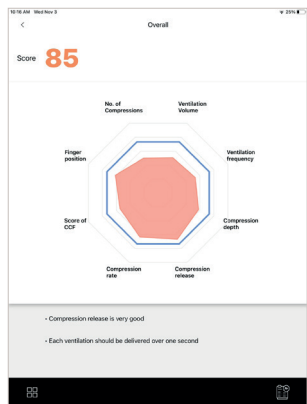 10:16 AM Wed Nov 3
25%
Overall
Score 85
No. of
Compressions
Ventilation
Volume
Finger
position
Ventilation
frequency
Score of
CCF
Compression
depth
Compression
rate
Compression
release
- Compression release is very good
- Each ventilation should be delivered over one second